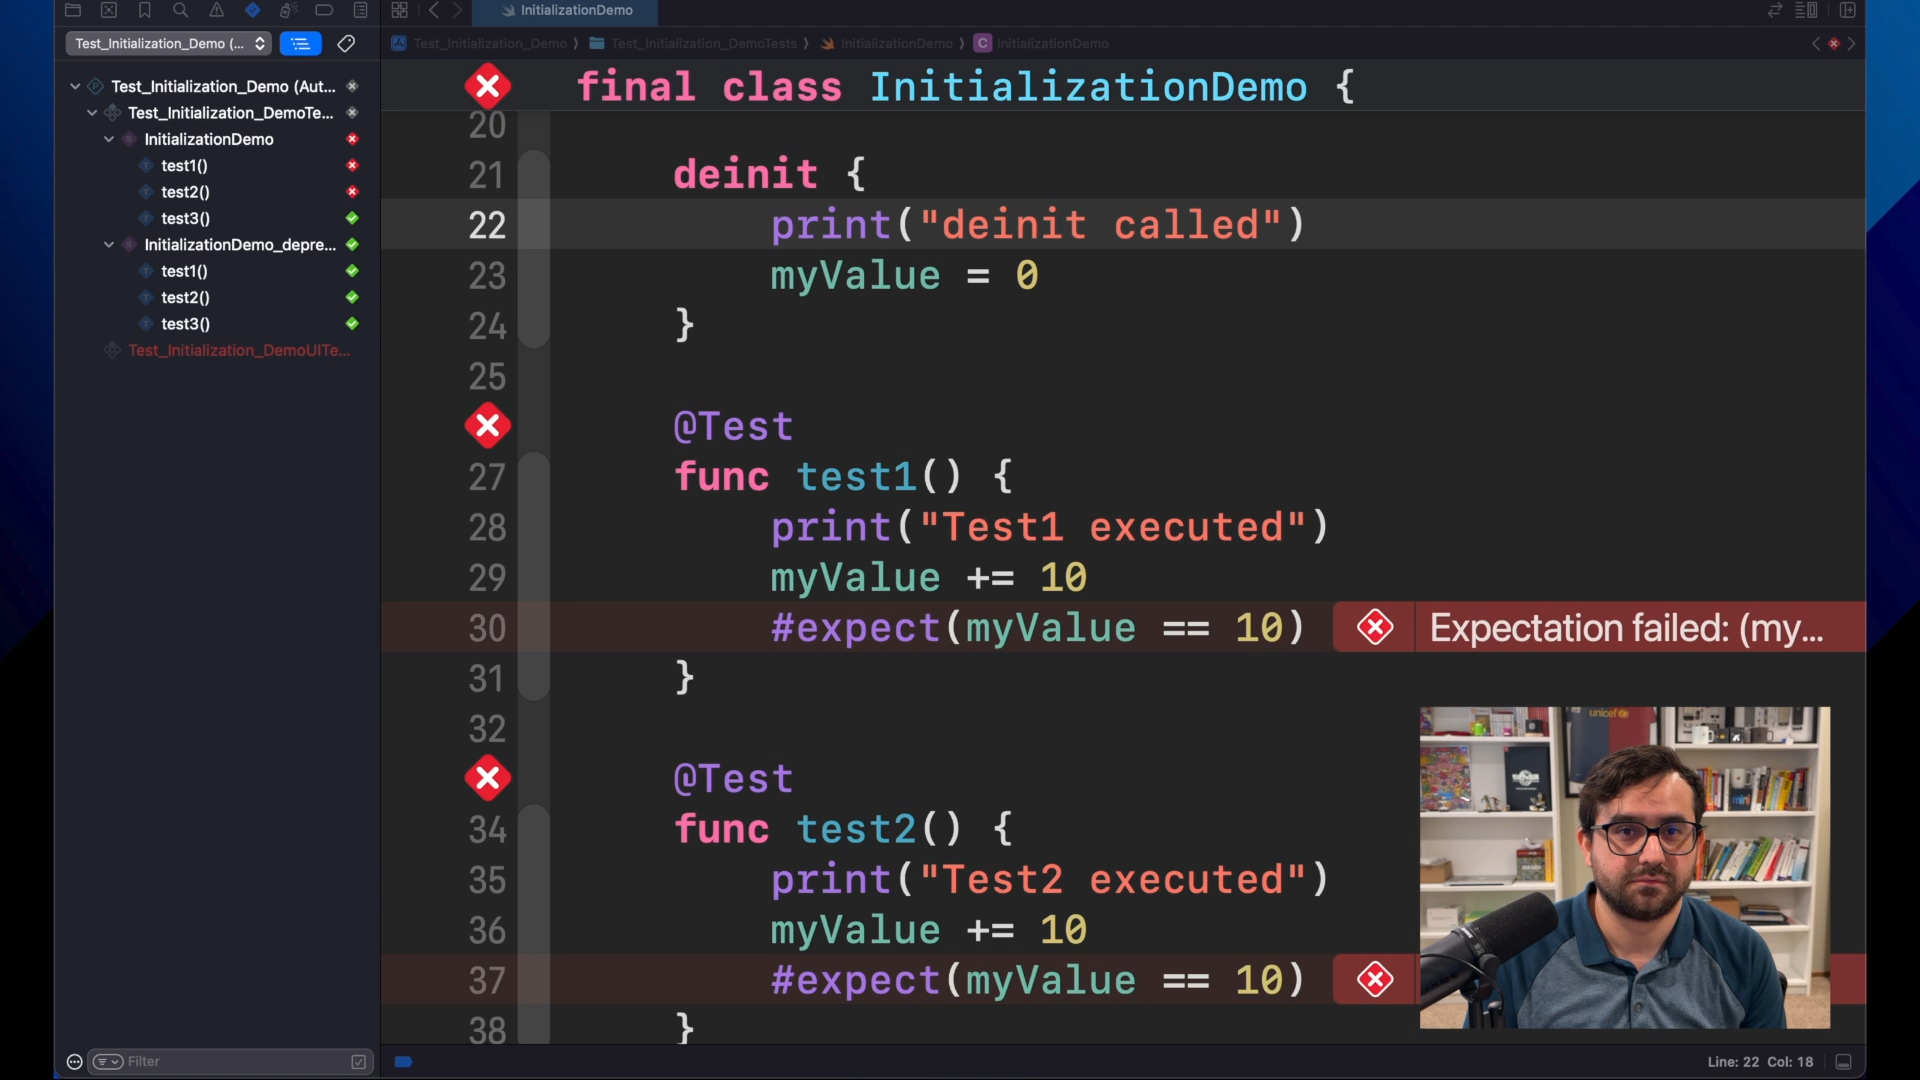 InitializationDemo
Test_Initialization_Demo (...
Test_Initialization_Demo
Test_Initialization_DemoTests
InitializationDemo
C
InitializationDemo
Test_Initialization_Demo (Aut...
Test_Initialization_DemoTe...
InitializationDemo
test1()
test2()
test3()
InitializationDemo_depre...
test1()
test2()
test3()
Test_Initialization_DemoUITe...
Filter
final class InitializationDemo {
20
21 deinit {
22 print("deinit called")
23 myValue = 0
24 }
25
@Test
27 func test1() {
28 print("Test1 executed")
29 myValue += 10
30 #expect(myValue == 10) Expectation failed: (my...
31 }
32
@Test
34 func test2() {
35 print("Test2 executed")
36 myValue += 10
37 #expect(myValue == 10)
38 }
unicef
mini
Line: 22 Col: 18